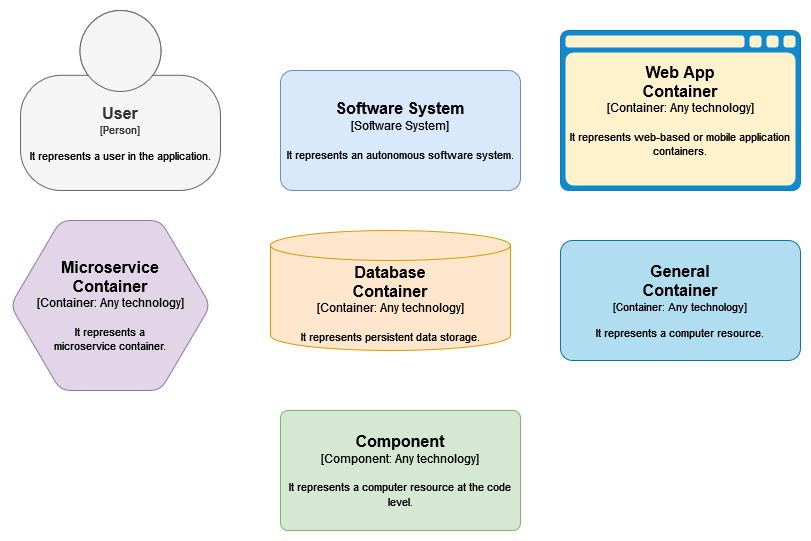 User
[Person]
It represents a user in the application.
Software System
[Software System]
It represents an autonomous software system.
Web App
Container
[Container: Any technology]
It represents web-based or mobile application
containers.
Microservice
Container
[Container: Any technology]
It represents a
microservice container.
Database
Container
[Container: Any technology]
It represents persistent data storage.
General
Container
[Container: Any technology]
It represents a computer resource.
Component
[Component: Any technology]
It represents a computer resource at the code
level.